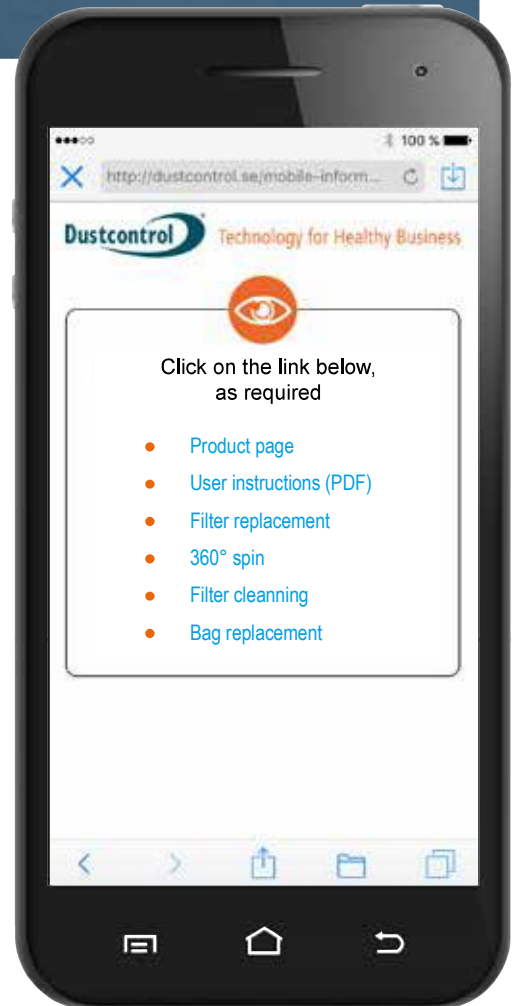 100 %
http://dustcontrol.se/mobile-inform...
Dustcontrol® Technology for Healthy Business
Click on the link below,
as required
Product page
User instructions (PDF)
Filter replacement
360° spin
Filter cleanning
Bag replacement